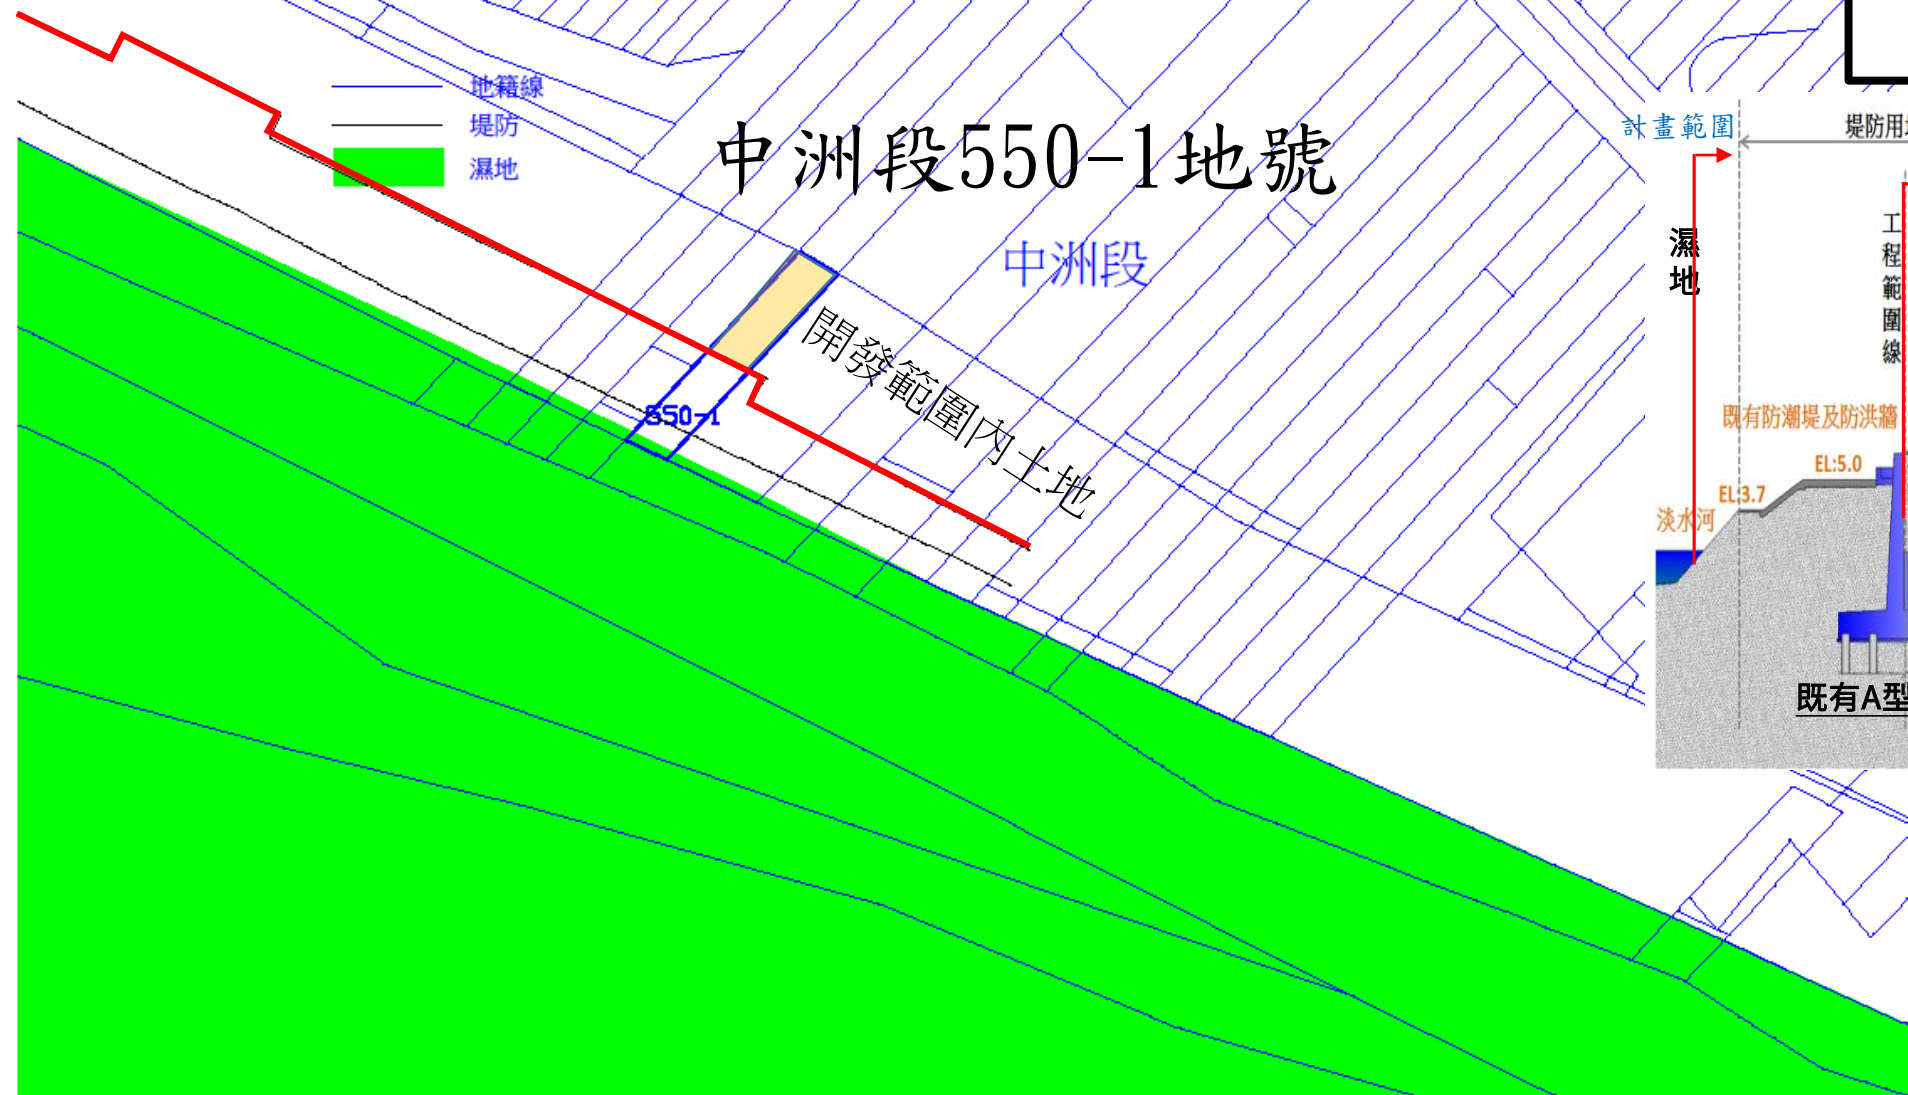 地籍線
堤防
濕地
中洲段550-1地號
中洲段
開發範圍內土地
550-1
計畫範圍
堤防用
濕地
工程範圍線
既有防潮堤及防洪牆
EL:5.0
EL:3.7
淡水河
既有A型